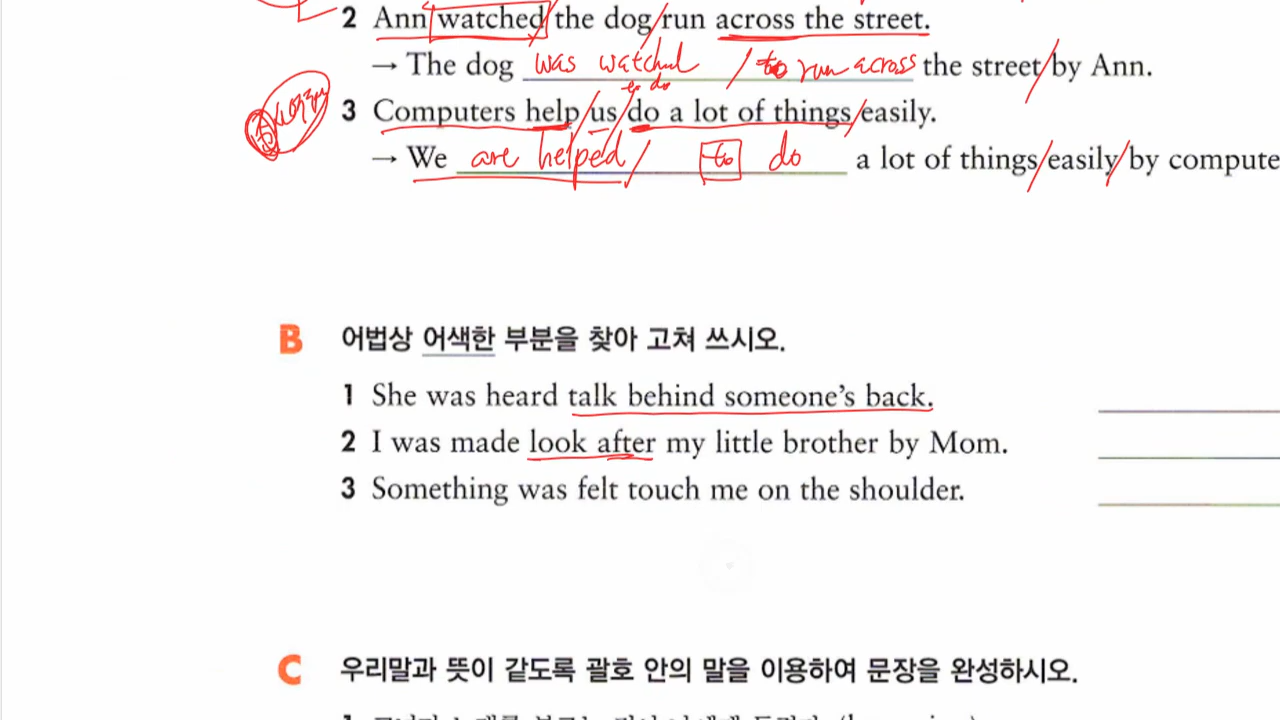 2 Ann watched the dog run across the street.
→ The dog was watched to run across the street by Ann.
to do
3 Computers help us do a lot of things easily.
→ We are helped to do a lot of things easily by compute
B 어법상 어색한 부분을 찾아 고쳐 쓰시오.
1 She was heard talk behind someone's back.
2 I was made look after my little brother by Mom.
3 Something was felt touch me on the shoulder.
C 우리말과 뜻이 같도록 괄호 안의 말을 이용하여 문장을 완성하시오.